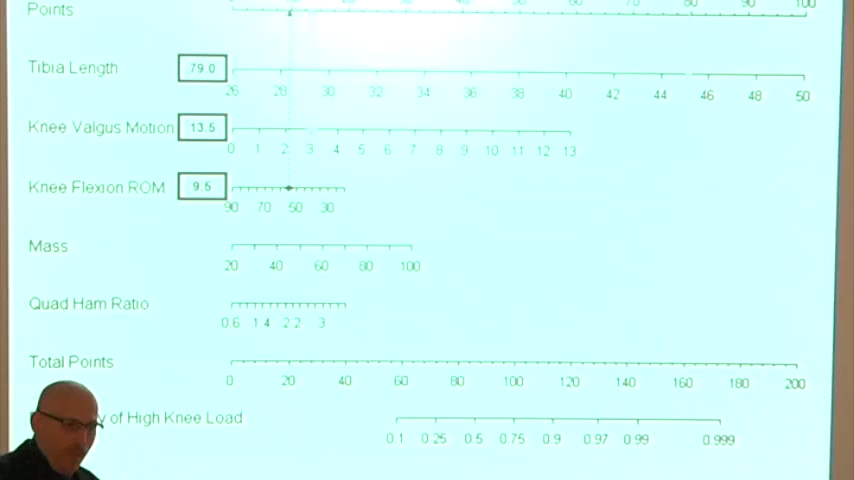 Points 80 90 100
Tibia Length 79.0
26 28 30 32 34 36 38 40 42 44 46 48 50
Knee Valgus Motion 13.5
0 1 2 3 4 5 6 7 8 9 10 11 12 13
Knee Flexion ROM 9.5
90 70 50 30
Mass
20 40 60 80 100
Quad Ham Ratio
0.6 1.4 2.2 3
Total Points
0 20 40 60 80 100 120 140 160 180 200
y of High Knee Load
0.1 0.25 0.5 0.75 0.9 0.97 0.99 0.999